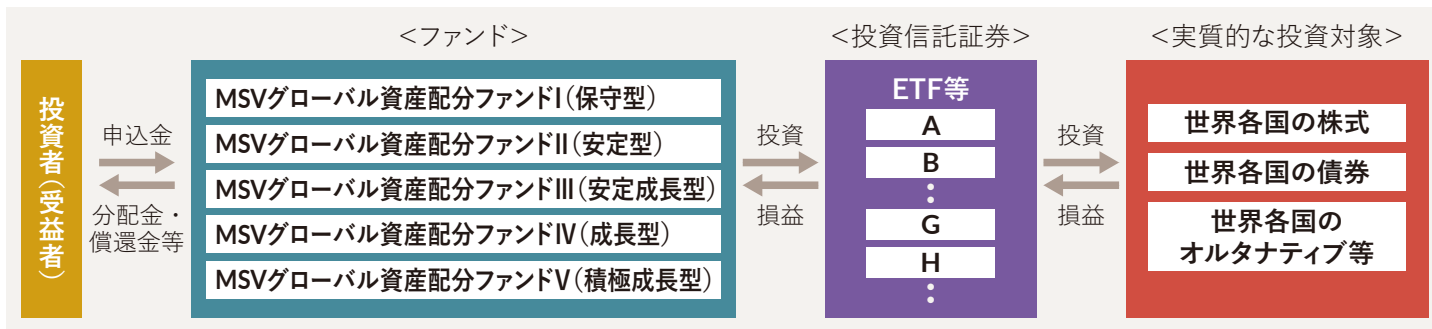 ＜ファンド＞
＜投資信託証券＞
＜実質的な投資対象＞
投資者（受益者）
申込金
分配金・
償還金等
MSVグローバル資産配分ファンドⅠ（保守型）
MSVグローバル資産配分ファンドⅡ（安定型）
MSVグローバル資産配分ファンドⅢ（安定成長型）
MSVグローバル資産配分ファンドⅣ（成長型）
MSVグローバル資産配分ファンドⅤ（積極成長型）
投資
損益
ETF等
A
B
⋮
G
H
⋮
投資
損益
世界各国の株式
世界各国の債券
世界各国の
オルタナティブ等